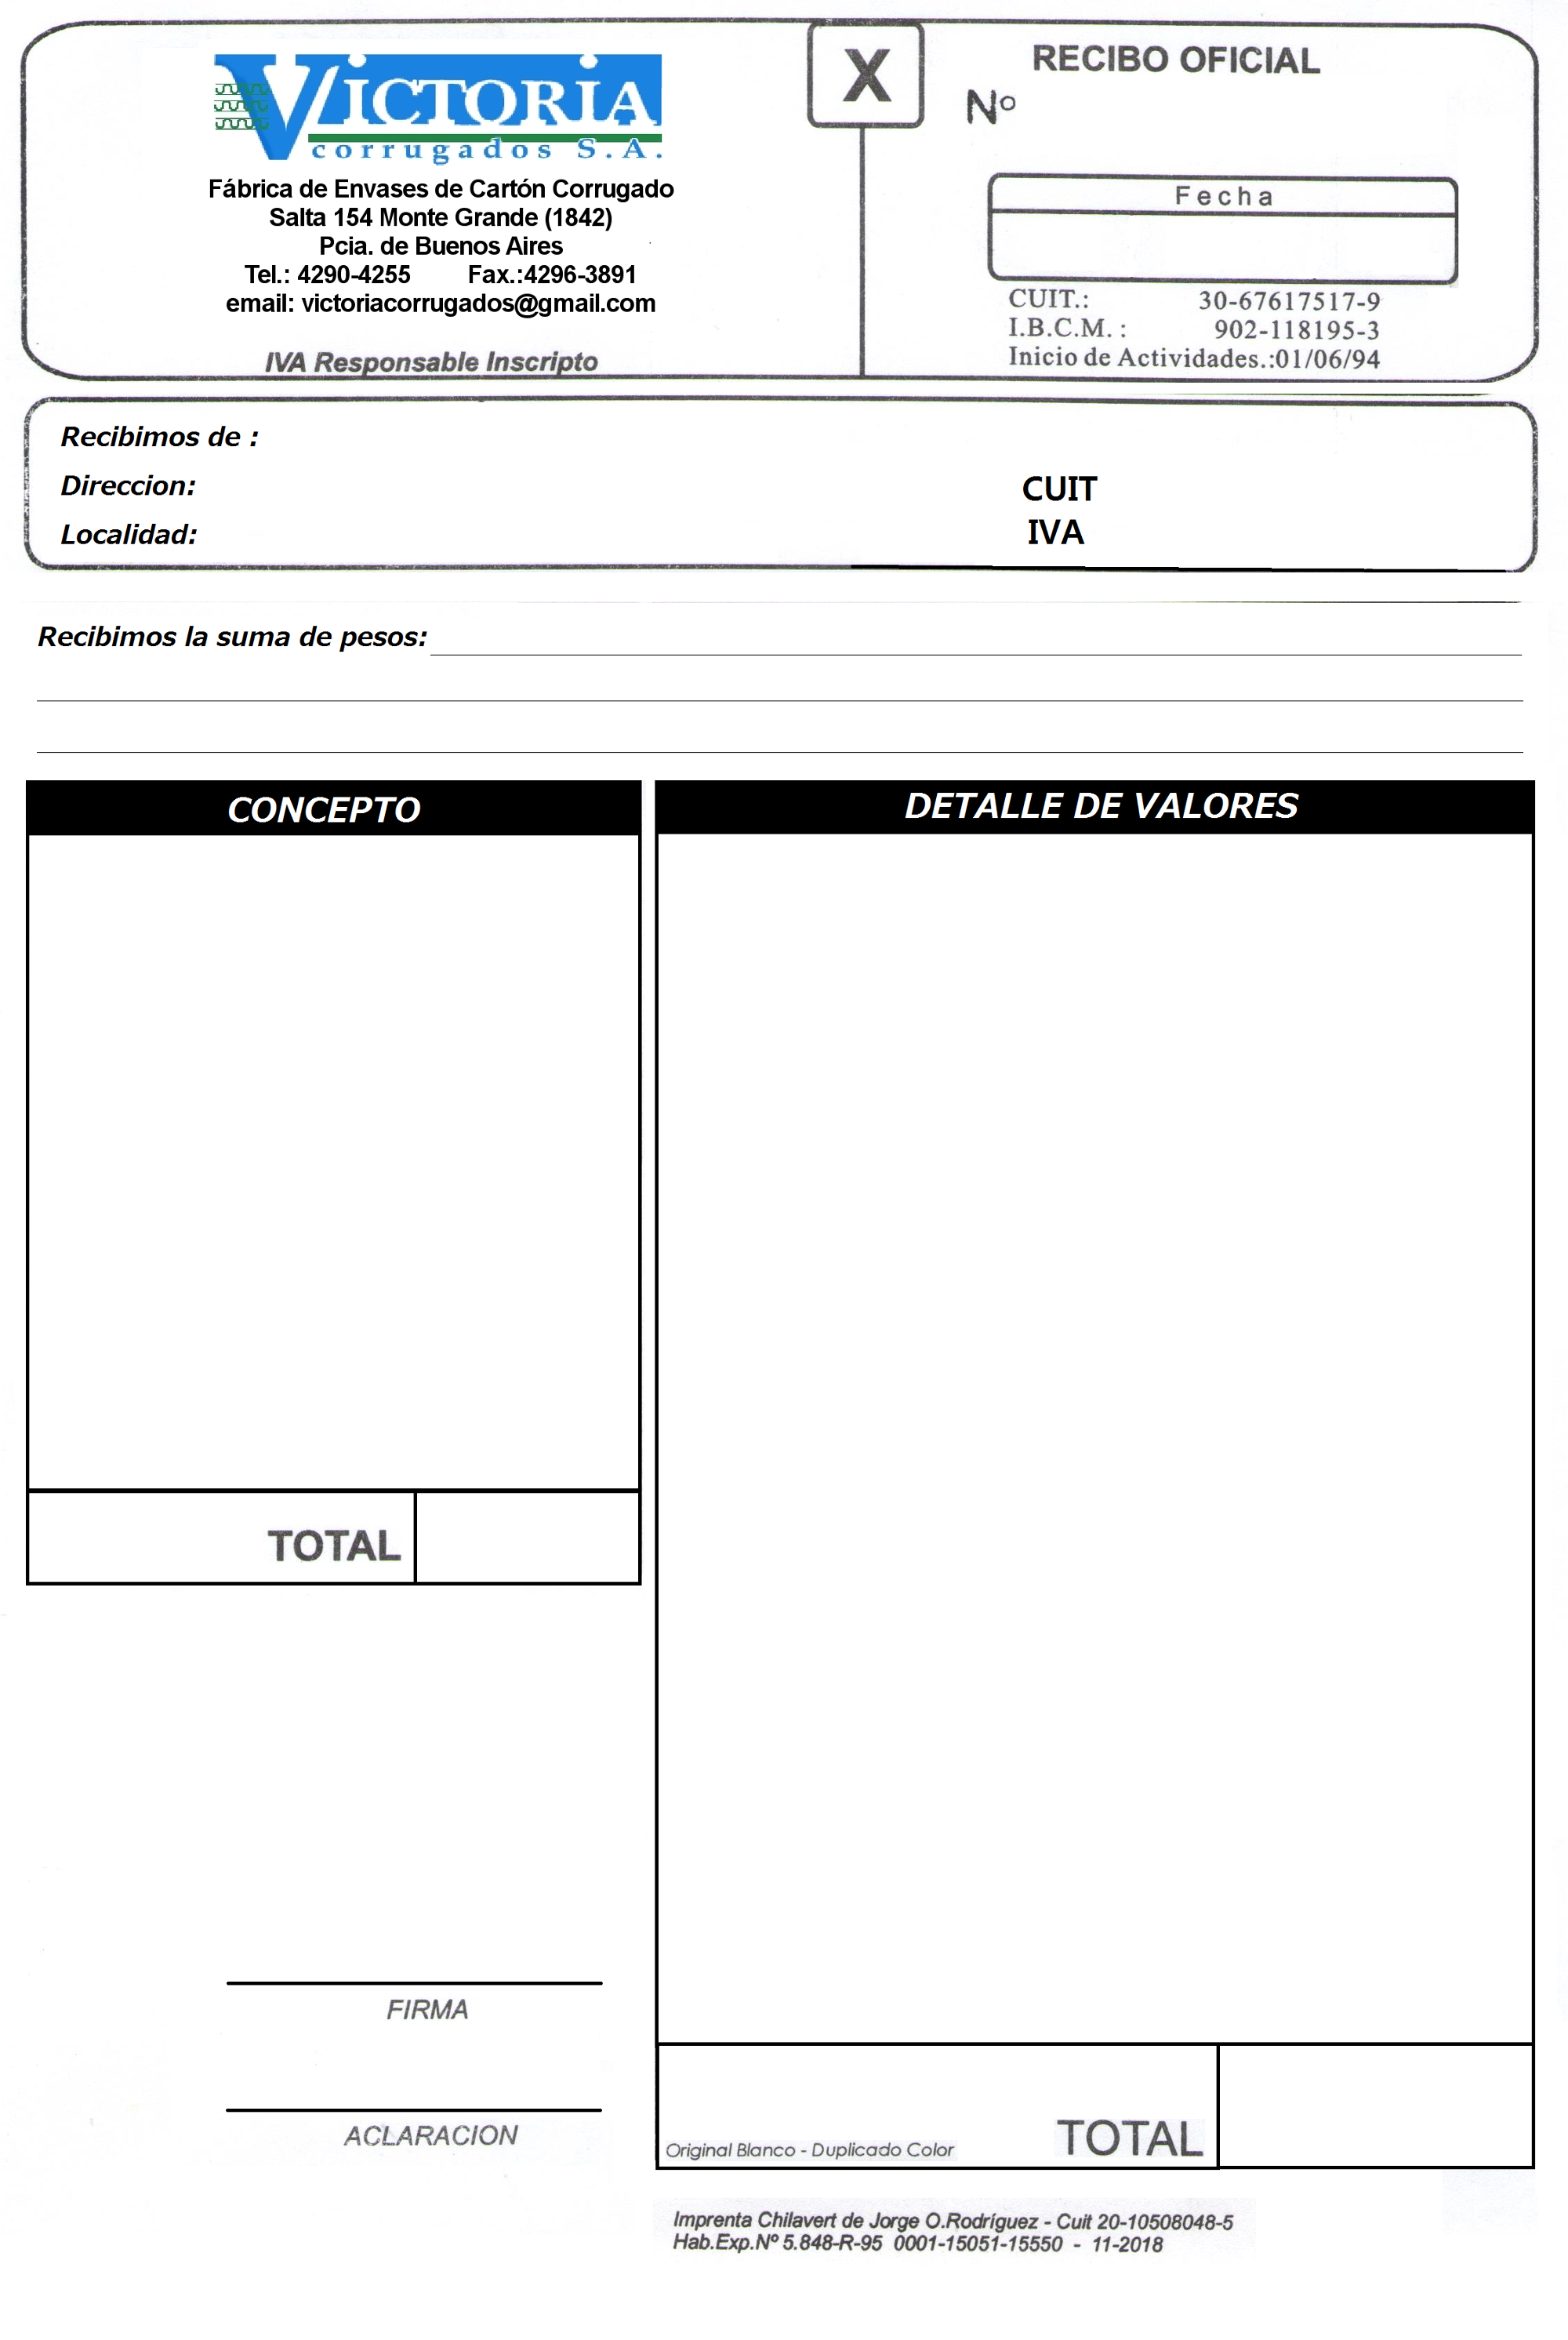 VICTORIA
corrugados S.A.
Fábrica de Envases de Cartón Corrugado
Salta 154 Monte Grande (1842)
Pcia. de Buenos Aires
Tel.: 4290-4255 Fax.:4296-3891
email: victoriacorrugados@gmail.com
IVA Responsable Inscripto
X
RECIBO OFICIAL
Nº
Fecha
CUIT.: 30-67617517-9
I.B.C.M. : 902-118195-3
Inicio de Actividades.:01/06/94
Recibimos de :
Direccion:
CUIT
Localidad:
IVA
Recibimos la suma de pesos:
CONCEPTO
DETALLE DE VALORES
TOTAL
FIRMA
ACLARACION
Original Blanco - Duplicado Color
TOTAL
Imprenta Chilavert de Jorge O.Rodríguez - Cuit 20-10508048-5
Hab.Exp.Nº 5.848-R-95 0001-15051-15550 - 11-2018